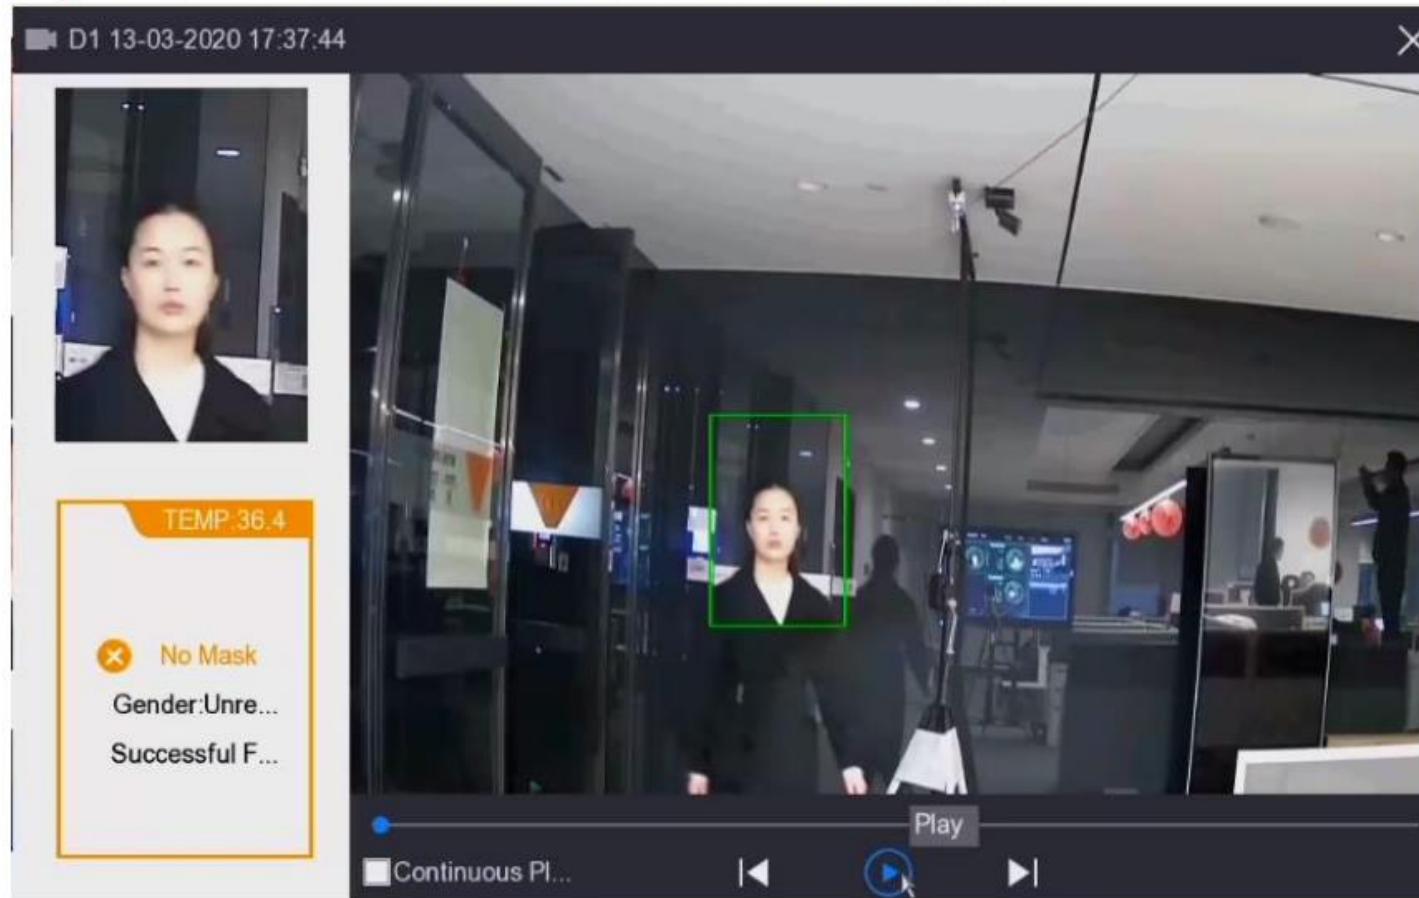 D1 13-03-2020 17:37:44
TEMP:36.4
No Mask
Gender:Unre...
Successful F...
Play
Continuous Pl...